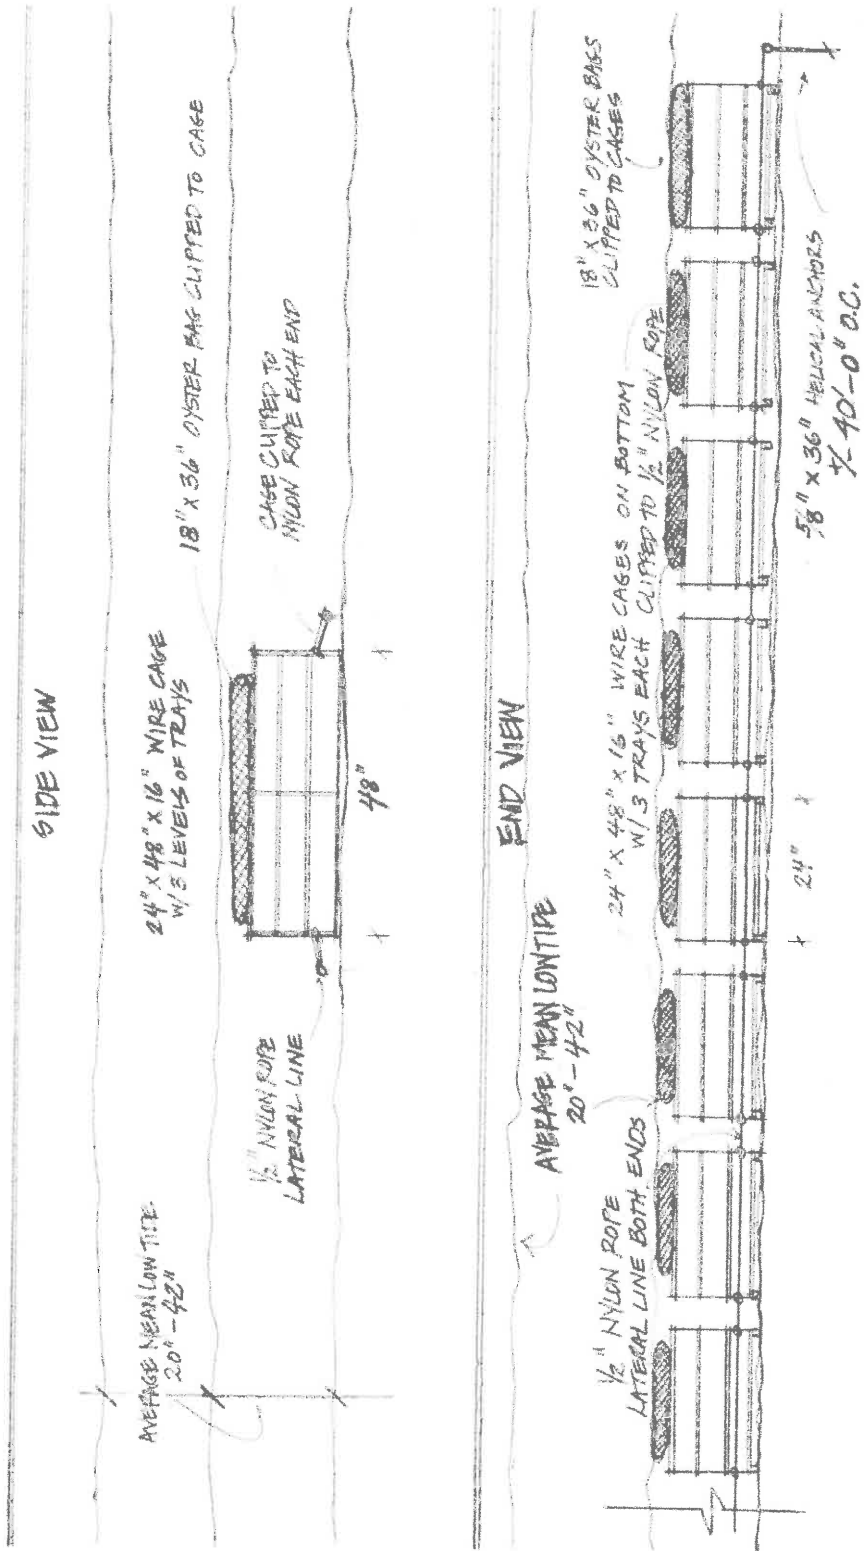 SIDE VIEW
18" X 36" OYSTER BAG CLIPPED TO CAGE
24" X 48" X 16" WIRE CAGE
W/3 LEVELS OF TRAYS
CAGE CLIPPED TO
NYLON ROPE EACH END
AVERAGE MEAN LOW TIDE
20" - 42"
1/2" NYLON ROPE
LATERAL LINE
48"
END VIEW
AVERAGE MEAN LOW TIDE
20" - 42"
18" X 36" OYSTER BAGS
CLIPPED TO CAGES
24" X 48" X 16" WIRE CAGES ON BOTTOM
W/3 TRAYS EACH CLIPPED TO 1/2" NYLON ROPE
1/2" NYLON ROPE
LATERAL LINE BOTH ENDS
24"
5/8" X 36" HELICAL ANCHORS
+/- 40'-0" O.C.